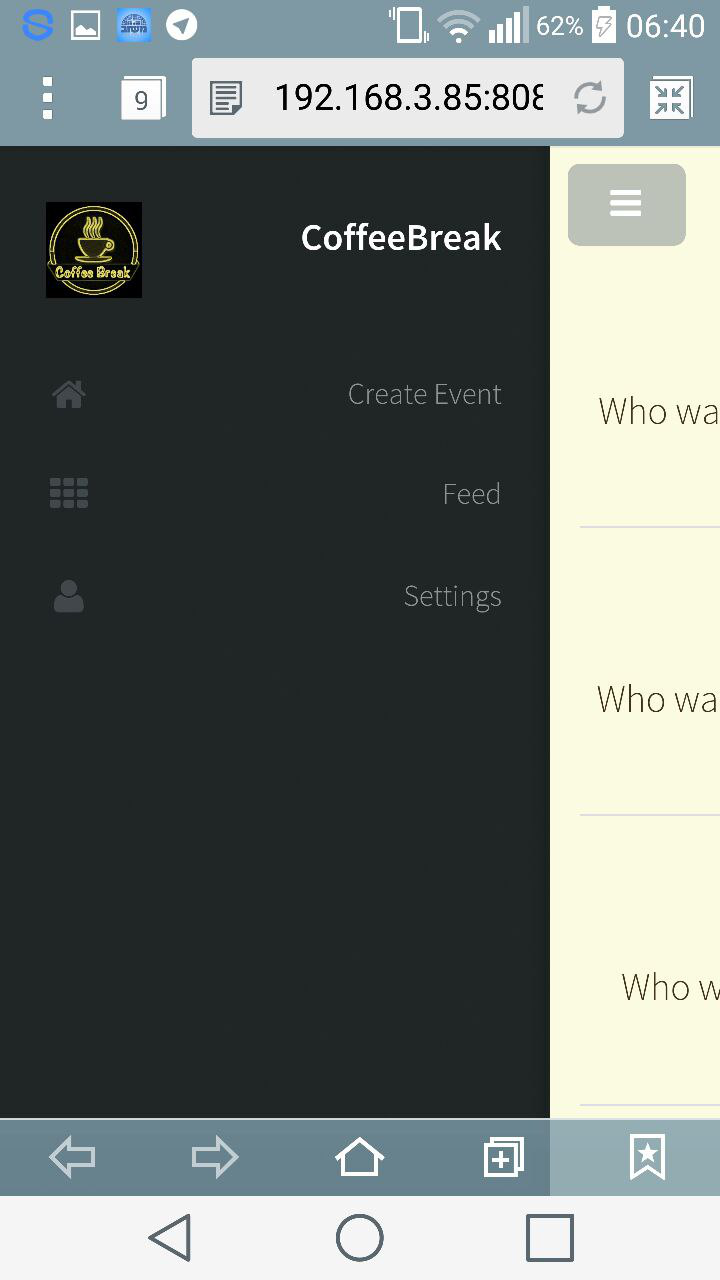 62% 06:40
9 192.168.3.85:808
Coffee Break
CoffeeBreak
Create Event
Feed
Settings
Who wa
Who wa
Who w